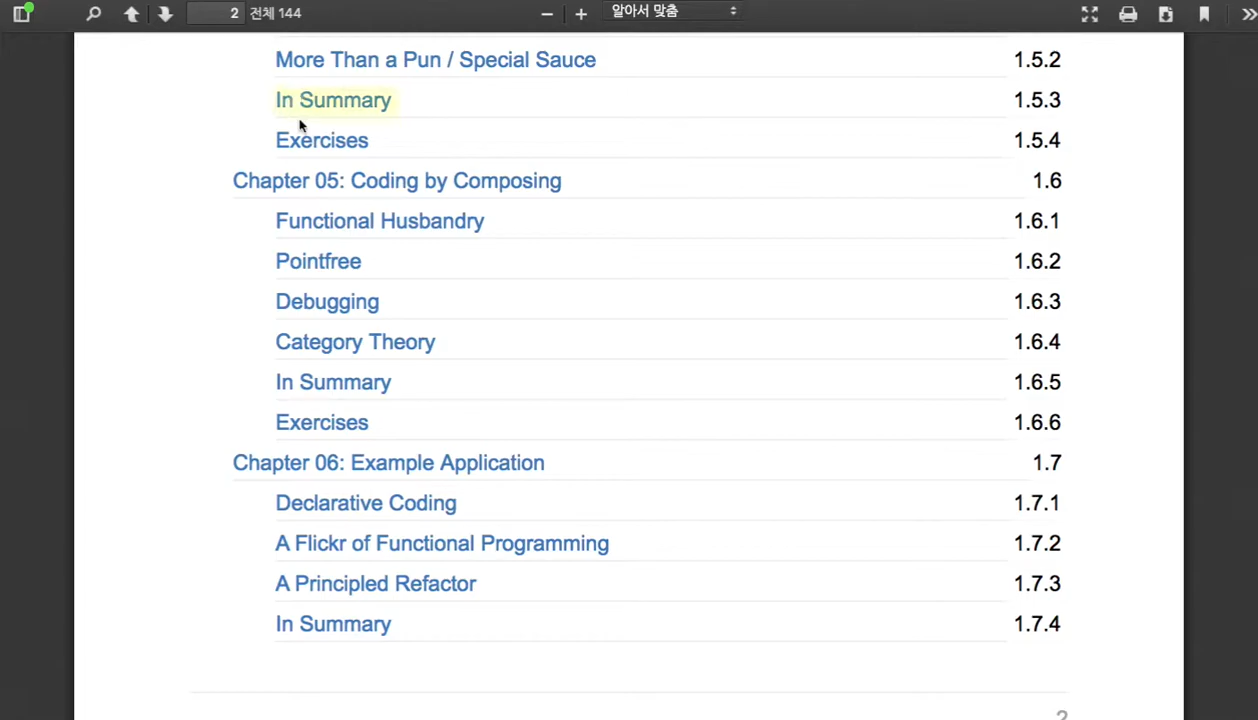 2 전체 144 알아서 맞춤
More Than a Pun / Special Sauce 1.5.2
In Summary 1.5.3
Exercises 1.5.4
Chapter 05: Coding by Composing 1.6
Functional Husbandry 1.6.1
Pointfree 1.6.2
Debugging 1.6.3
Category Theory 1.6.4
In Summary 1.6.5
Exercises 1.6.6
Chapter 06: Example Application 1.7
Declarative Coding 1.7.1
A Flickr of Functional Programming 1.7.2
A Principled Refactor 1.7.3
In Summary 1.7.4
2